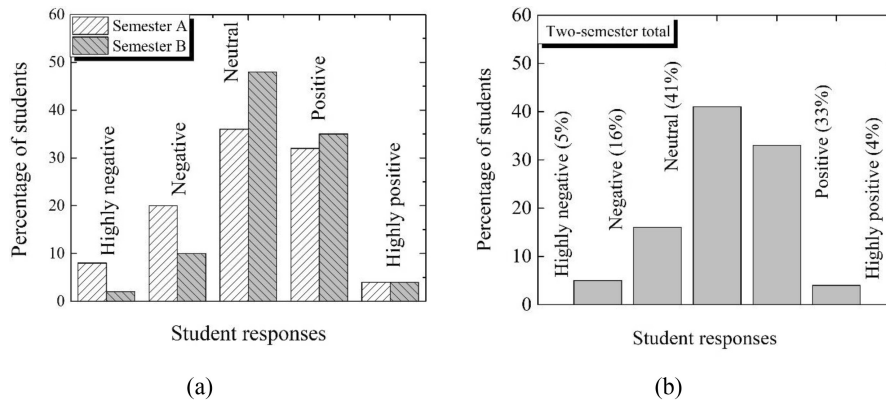 60
50
40
30
20
10
0
Percentage of students
Semester A
Semester B
Highly negative
Negative
Neutral
Positive
Highly positive
Student responses
(a)
60
50
40
30
20
10
0
Percentage of students
Two-semester total
Highly negative (5%)
Negative (16%)
Neutral (41%)
Positive (33%)
Highly positive (4%)
Student responses
(b)